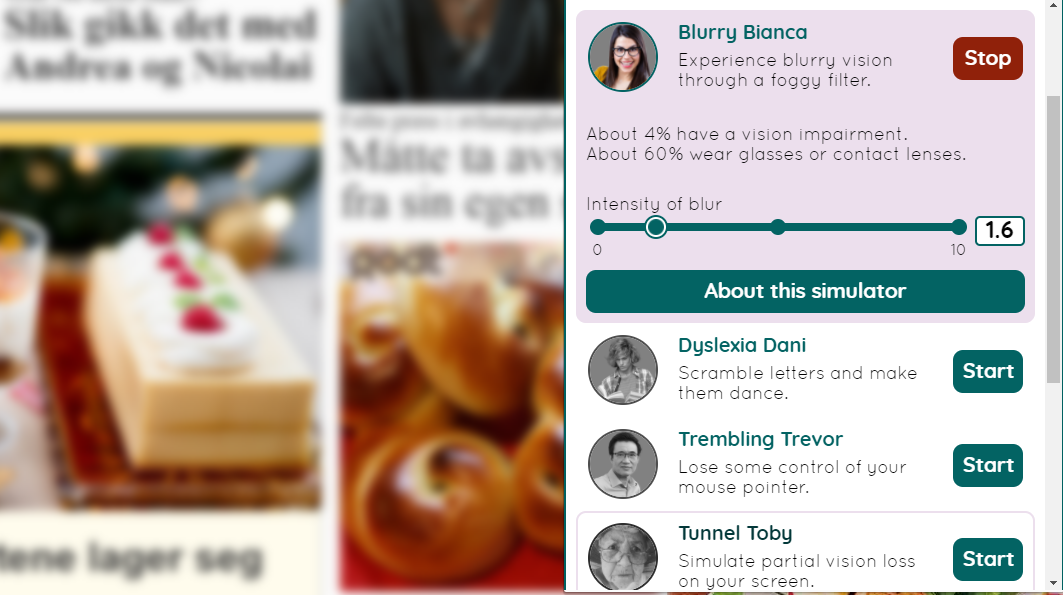 Slik gikk det med
Andrea og Nicolai
Måtte ta avs
fra sin egen
godt
tene lager seg
Blurry Bianca
Experience blurry vision
through a foggy filter.
Stop
About 4% have a vision impairment.
About 60% wear glasses or contact lenses.
Intensity of blur
0
10
1.6
About this simulator
Dyslexia Dani
Scramble letters and make
them dance.
Start
Trembling Trevor
Lose some control of your
mouse pointer.
Start
Tunnel Toby
Simulate partial vision loss
on your screen.
Start